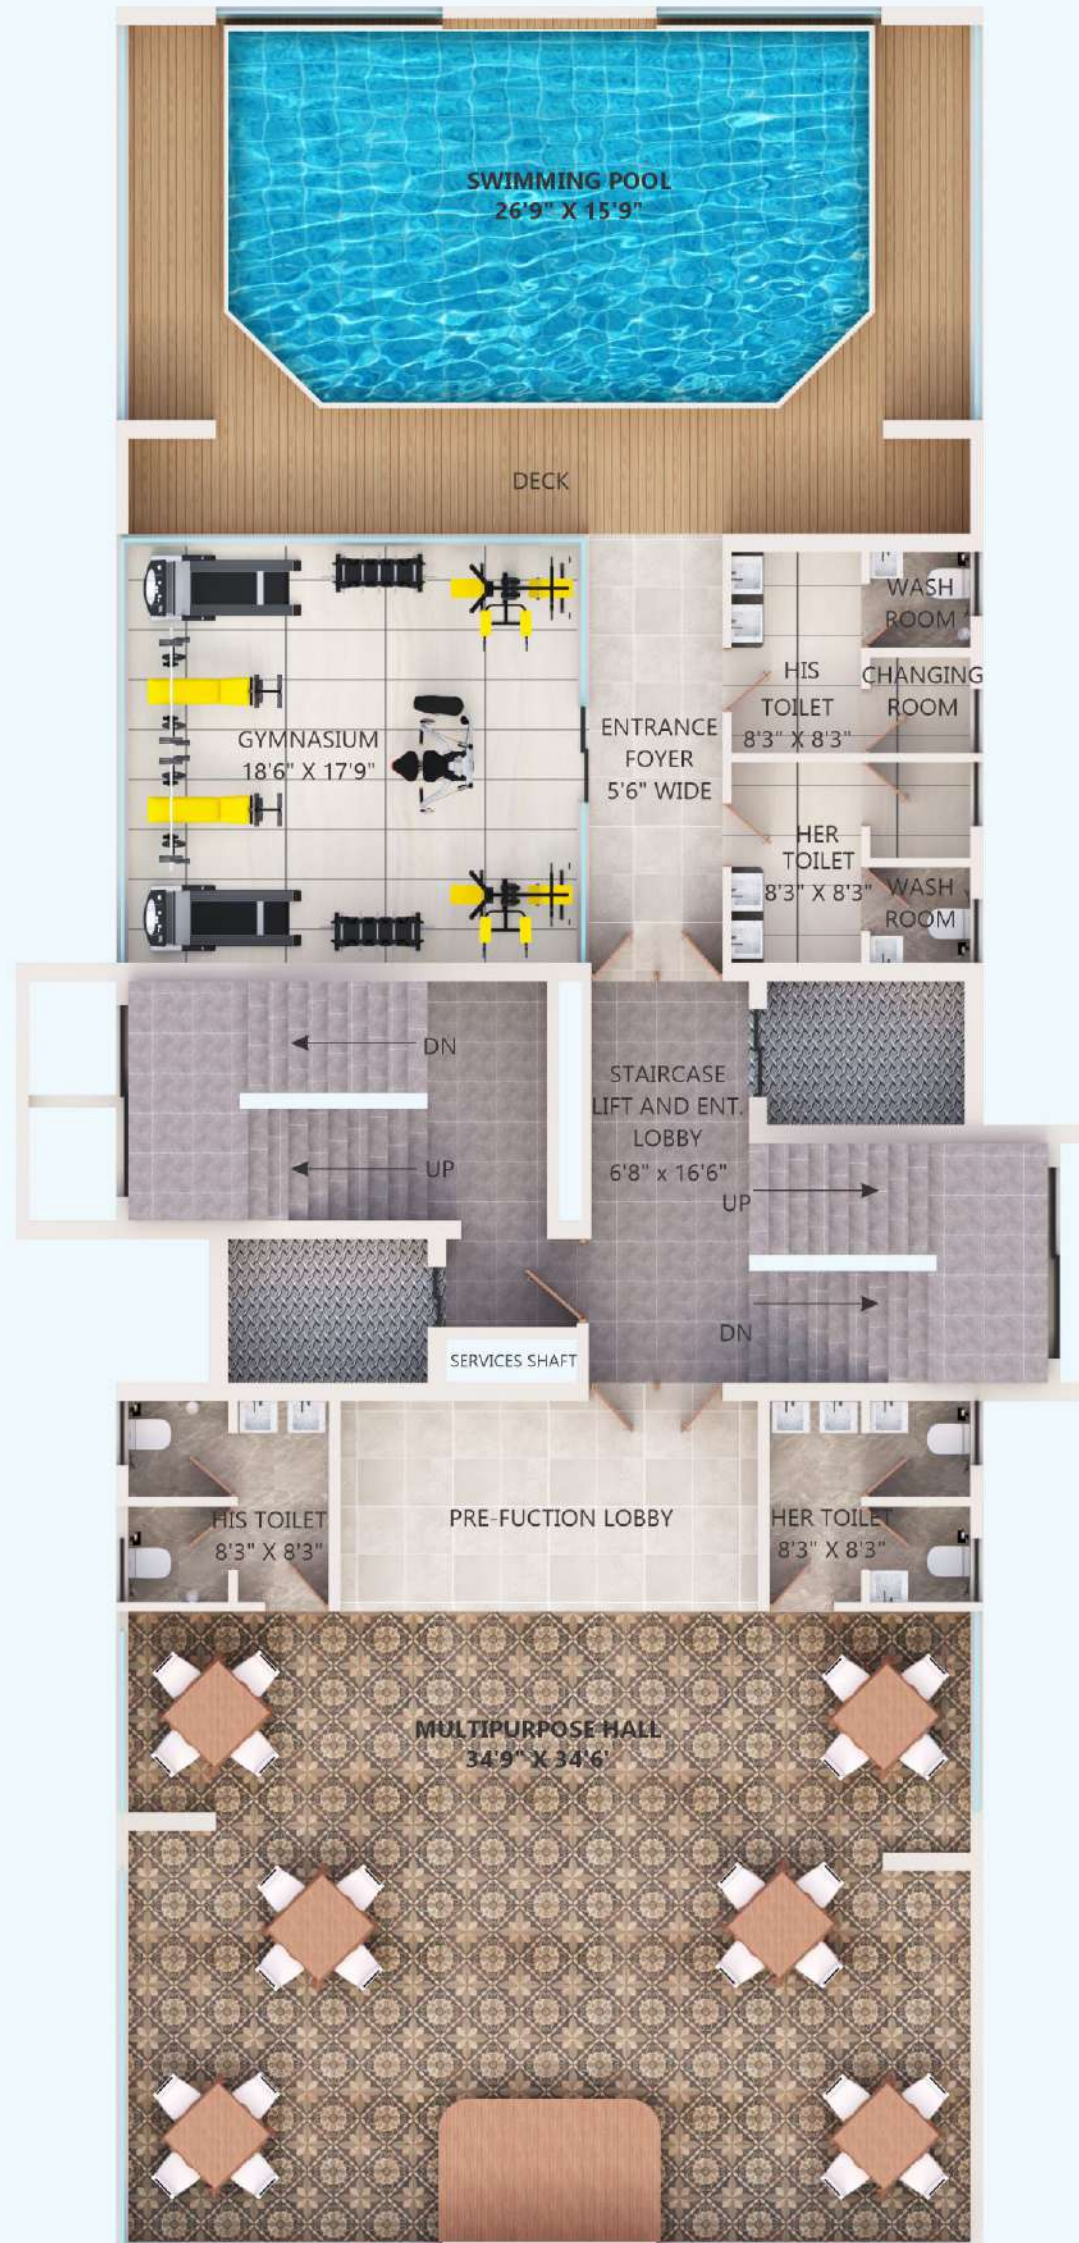 SWIMMING POOL
26'9" X 15'9"
DECK
WASH
ROOM
HIS
TOILET
8'3" X 8'3"
CHANGING
ROOM
GYMNASIUM
18'6" X 17'9"
ENTRANCE
FOYER
5'6" WIDE
HER
TOILET
8'3" X 8'3"
WASH
ROOM
DN
UP
STAIRCASE
LIFT AND ENT.
LOBBY
6'8" x 16'6"
UP
DN
SERVICES SHAFT
HIS TOILET
8'3" X 8'3"
PRE-FUCTION LOBBY
HER TOILET
8'3" X 8'3"
MULTIPURPOSE HALL
34'9" X 34'6'